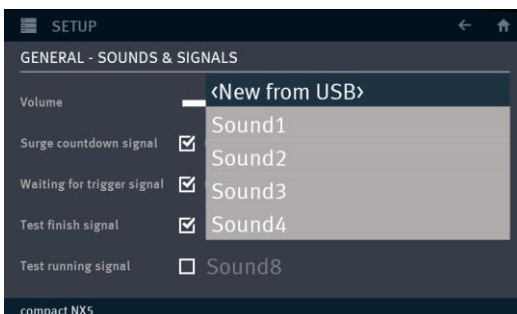 SETUP
GENERAL - SOUNDS & SIGNALS
<New from USB>
Volume
Sound1
Surge countdown signal
Sound2
Waiting for trigger signal
Sound3
Test finish signal
Sound4
Test running signal
Sound8
compact NX5